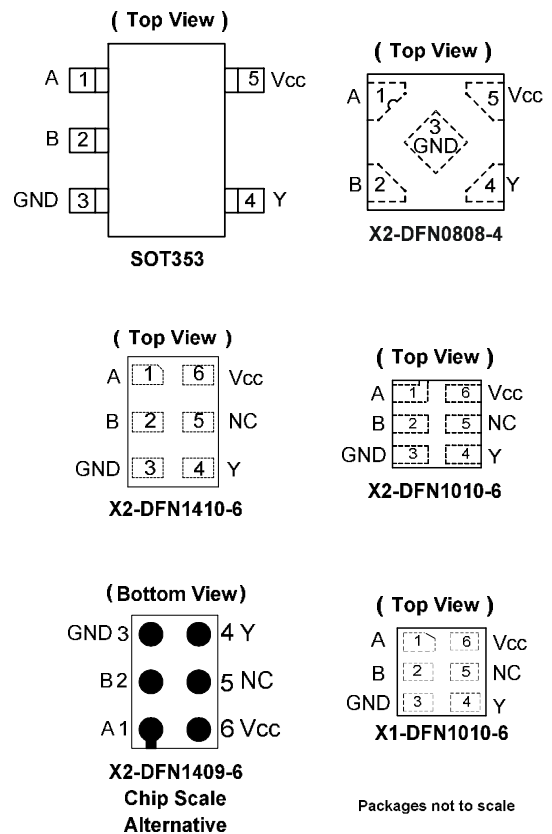 ( Top View )
A 1 5 Vcc
B 2
GND 3 4 Y
SOT353
( Top View )
A 1 5 Vcc
3
GND
B 2 4 Y
X2-DFN0808-4
( Top View )
A 1 6 Vcc
B 2 5 NC
GND 3 4 Y
X2-DFN1410-6
( Top View )
A 1 6 Vcc
B 2 5 NC
GND 3 4 Y
X2-DFN1010-6
( Bottom View )
GND 3 4 Y
B 2 5 NC
A 1 6 Vcc
X2-DFN1409-6
Chip Scale
Alternative
( Top View )
A 1 6 Vcc
B 2 5 NC
GND 3 4 Y
X1-DFN1010-6
Packages not to scale